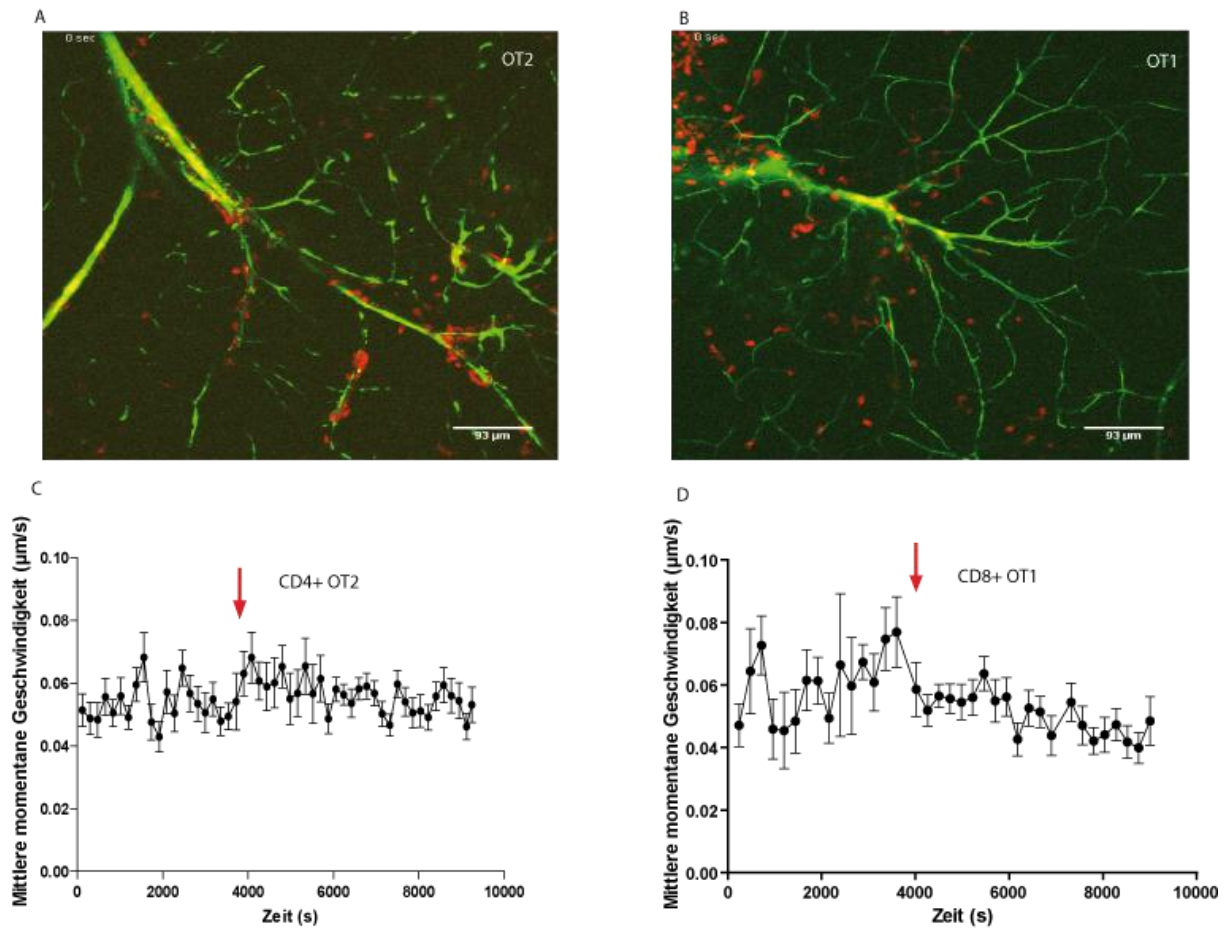 A
0 sec
OT2
93 µm
B
0 sec
OT1
93 µm
C
Mittlere momentane Geschwindigkeit (µm/s)
0.10
0.08
0.06
0.04
0.02
0.00
CD4+ OT2
0
2000
4000
6000
8000
10000
Zeit (s)
D
Mittlere momentane Geschwindigkeit (µm/s)
0.10
0.08
0.06
0.04
0.02
0.00
CD8+ OT1
0
2000
4000
6000
8000
10000
Zeit (s)